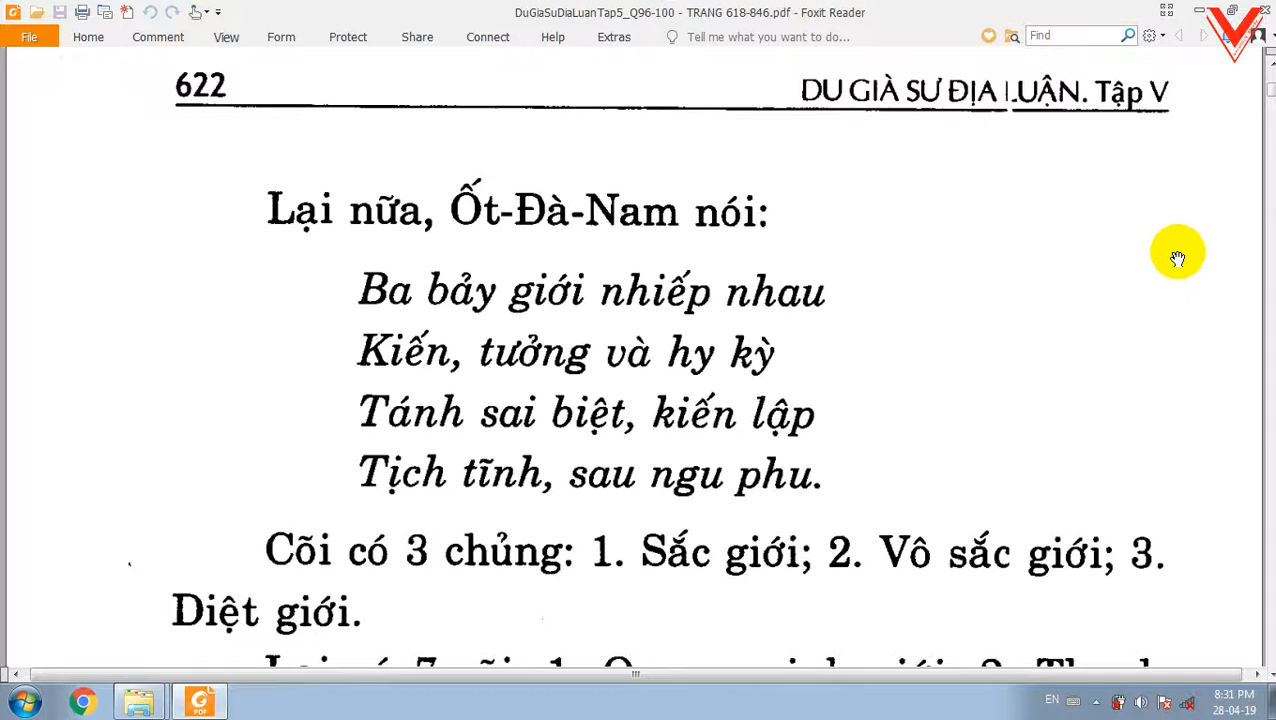 DuGiaSuDiaLuanTap5_Q96-100 - TRANG 618-846.pdf - Foxit Reader
File Home Comment View Form Protect Share Connect Help Extras Tell me what you want to do... Find
622 DU GIÀ SƯ ĐỊA LUẬN. Tập V
Lại nữa, Ốt-Đà-Nam nói:
Ba bảy giới nhiếp nhau
Kiến, tưởng và hy kỳ
Tánh sai biệt, kiến lập
Tịch tĩnh, sau ngu phu.
Cõi có 3 chủng: 1. Sắc giới; 2. Vô sắc giới; 3.
Diệt giới.
EN 8:31 PM
28-04-19